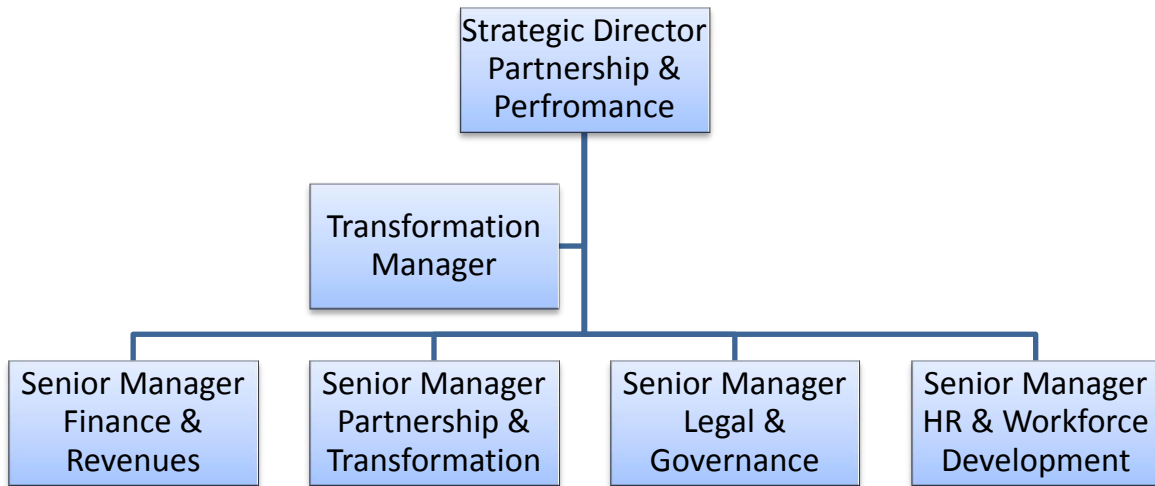 Strategic Director
Partnership &
Perfromance
Transformation
Manager
Senior Manager
Finance &
Revenues
Senior Manager
Partnership &
Transformation
Senior Manager
Legal &
Governance
Senior Manager
HR & Workforce
Development